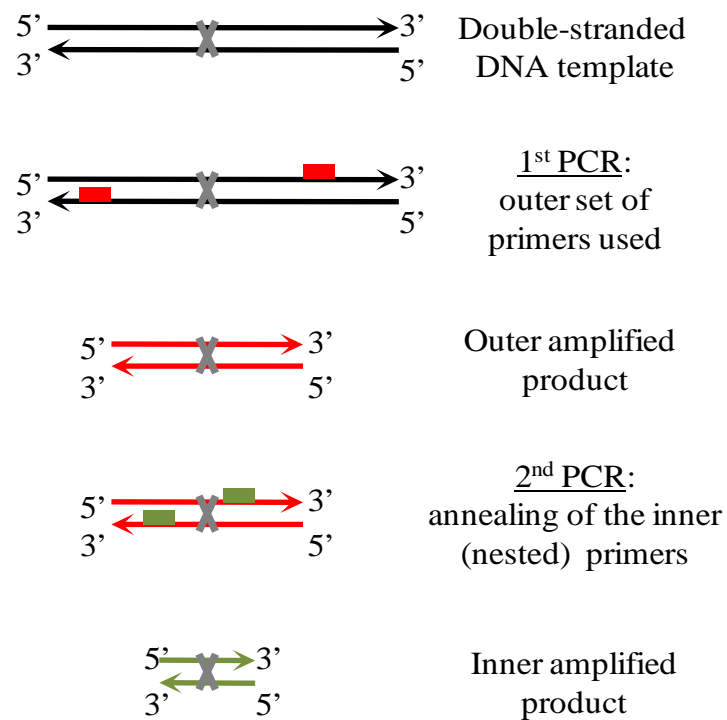 5’ 3’ Double-stranded
3’ 5’ DNA template
1st PCR:
5’ 3’ outer set of
3’ 5’ primers used
5’ 3’ Outer amplified
3’ 5’ product
2nd PCR:
5’ 3’ annealing of the inner
3’ 5’ (nested) primers
5’ 3’ Inner amplified
3’ 5’ product